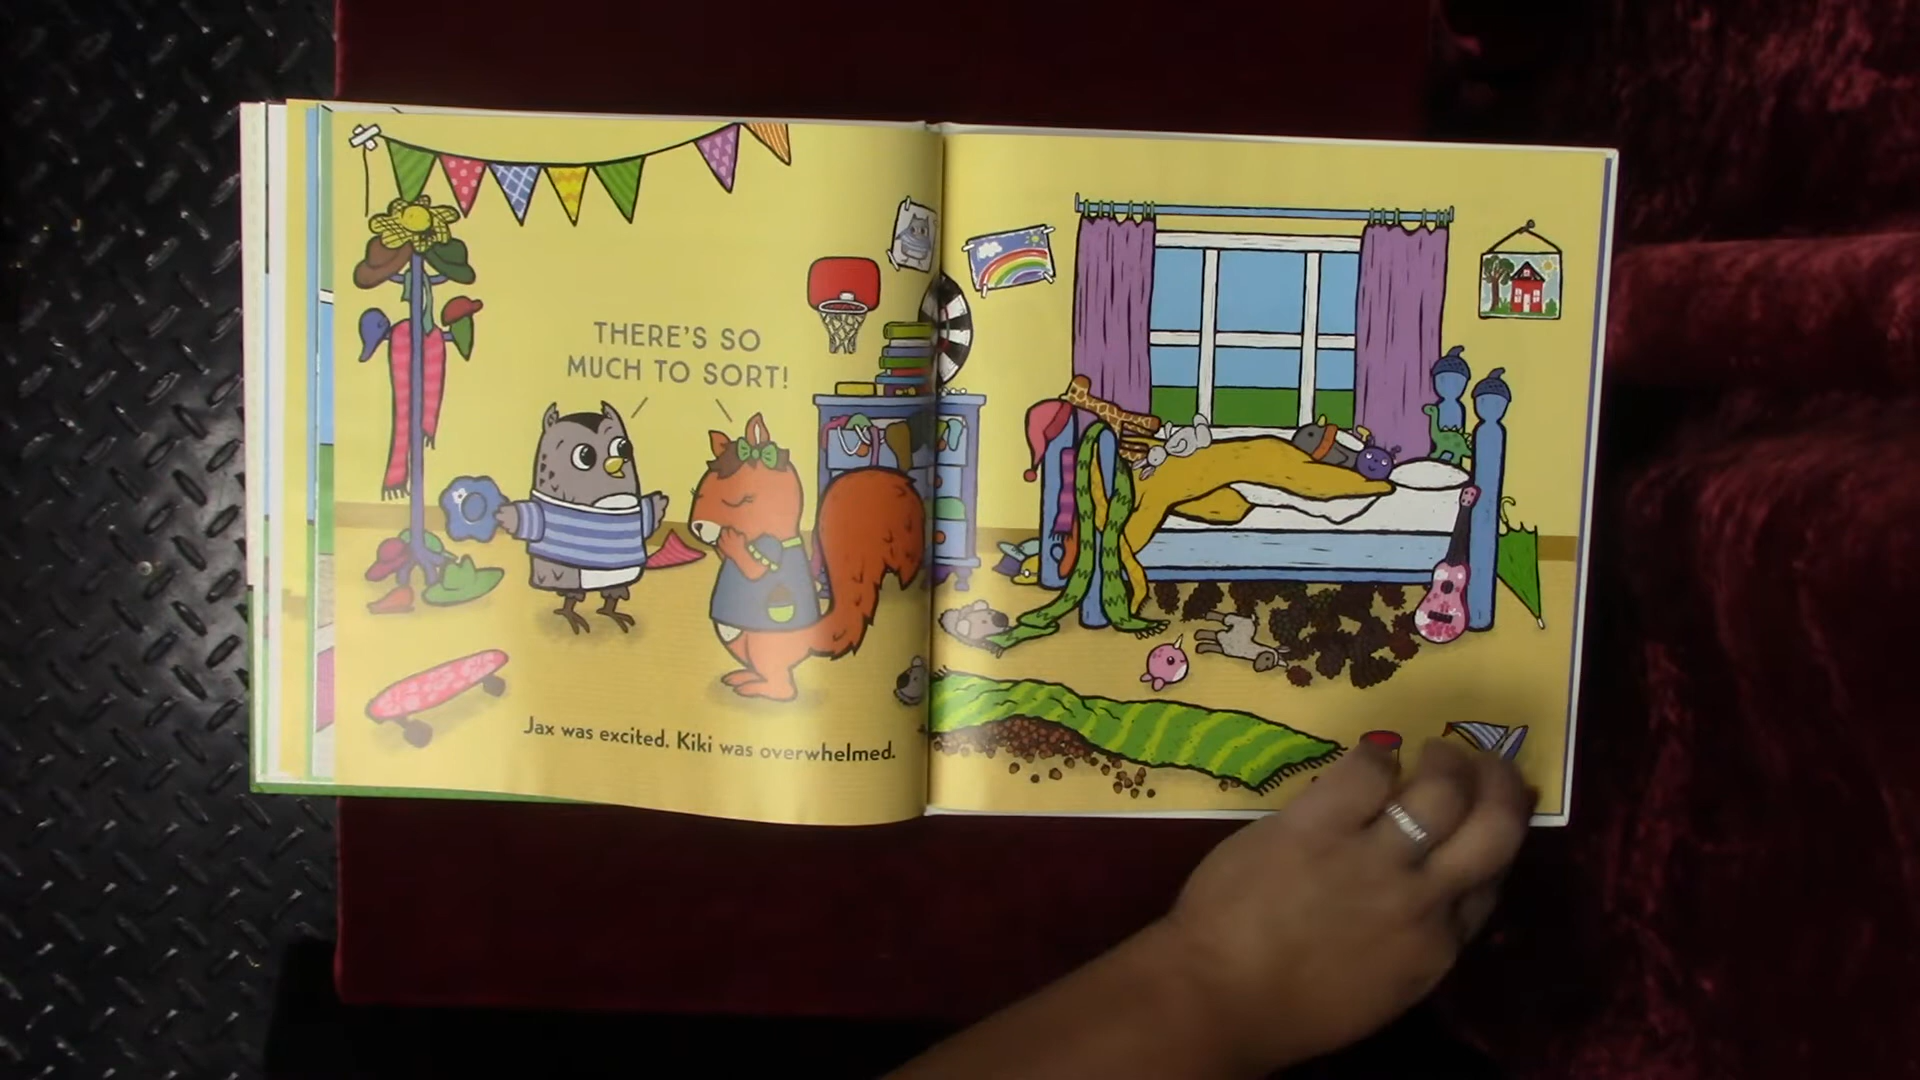 THERE'S SO
MUCH TO SORT!
Jax was excited. Kiki was overwhelmed.